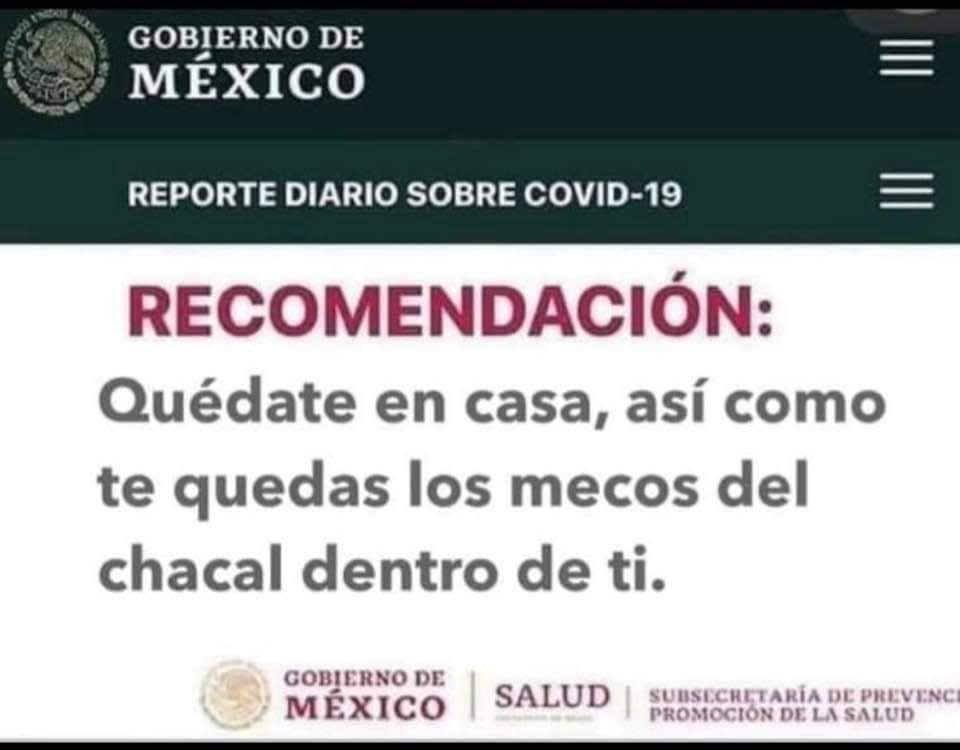 GOBIERNO DE
MÉXICO
REPORTE DIARIO SOBRE COVID-19
RECOMENDACIÓN:
Quédate en casa, así como
te quedas los mecos del
chacal dentro de ti.
GOBIERNO DE
MÉXICO
SALUD
SUBSECRETARÍA DE PREVENCI
PROMOCIÓN DE LA SALUD